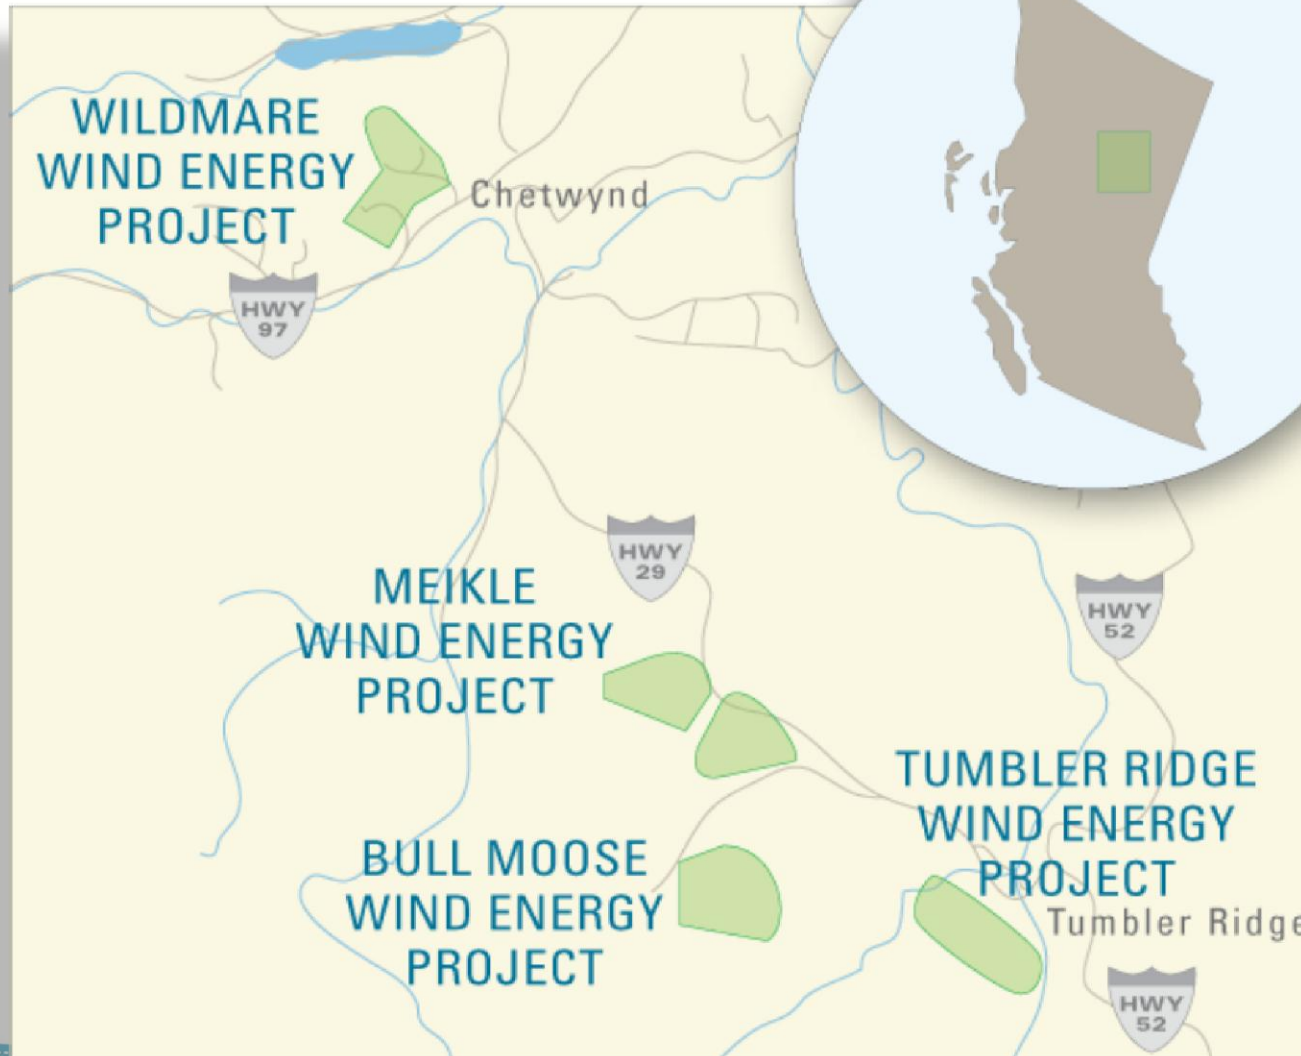 WILDMARE
WIND ENERGY
PROJECT
Chetwynd
HWY
97
HWY
29
HWY
52
MEIKLE
WIND ENERGY
PROJECT
TUMBLER RIDGE
WIND ENERGY
PROJECT
Tumbler Ridge
BULL MOOSE
WIND ENERGY
PROJECT
HWY
52